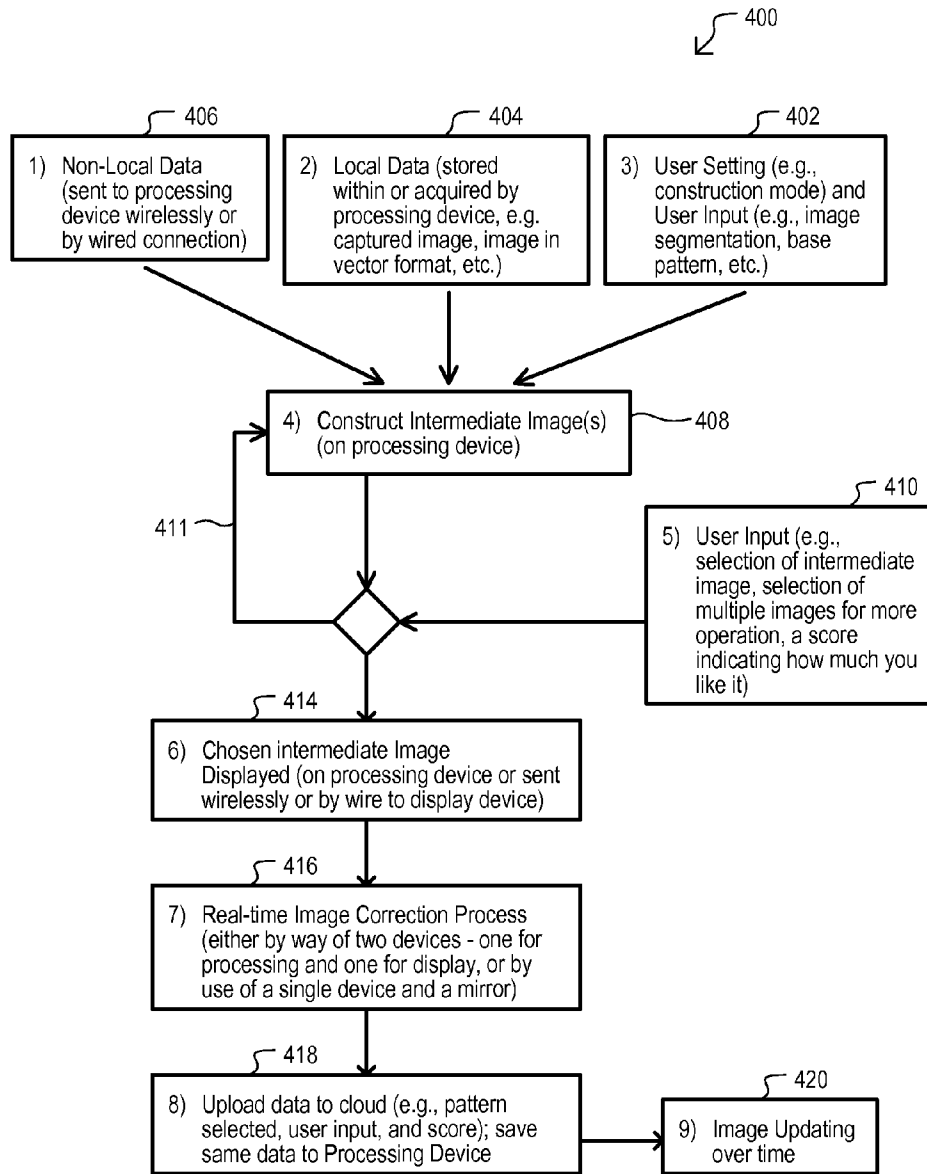 400
406
1) Non-Local Data
(sent to processing
device wirelessly or
by wired connection)
404
2) Local Data (stored
within or acquired by
processing device, e.g.
captured image, image in
vector format, etc.)
402
3) User Setting (e.g.,
construction mode) and
User Input (e.g., image
segmentation, base
pattern, etc.)
4) Construct Intermediate Image(s)
(on processing device)
408
411
410
5) User Input (e.g.,
selection of intermediate
image, selection of
multiple images for more
operation, a score
indicating how much you
like it)
414
6) Chosen intermediate Image
Displayed (on processing device or sent
wirelessly or by wire to display device)
416
7) Real-time Image Correction Process
(either by way of two devices - one for
processing and one for display, or by
use of a single device and a mirror)
418
8) Upload data to cloud (e.g., pattern
selected, user input, and score); save
same data to Processing Device
420
9) Image Updating
over time